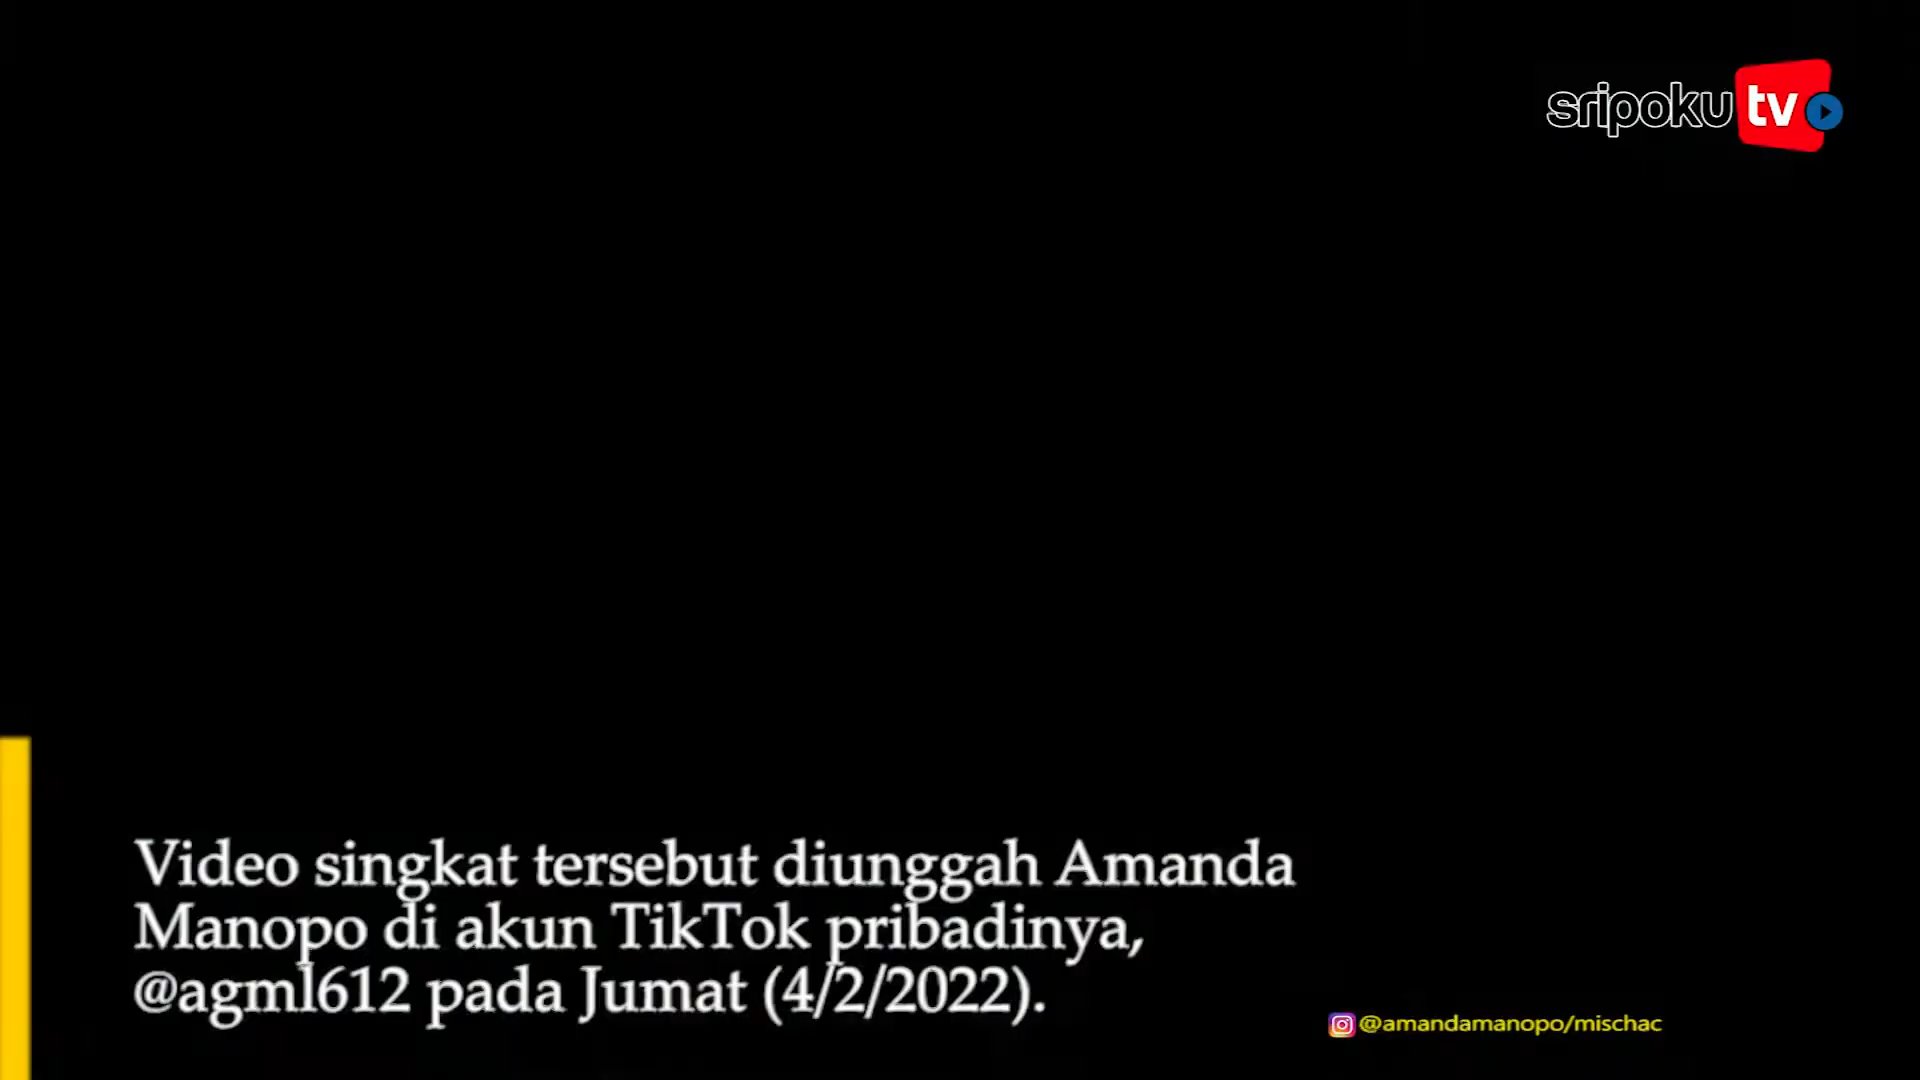 sripoku tv
Video singkat tersebut diunggah Amanda
Manopo di akun TikTok pribadinya,
@agml612 pada Jumat (4/2/2022).
@amandamanopo/mischac